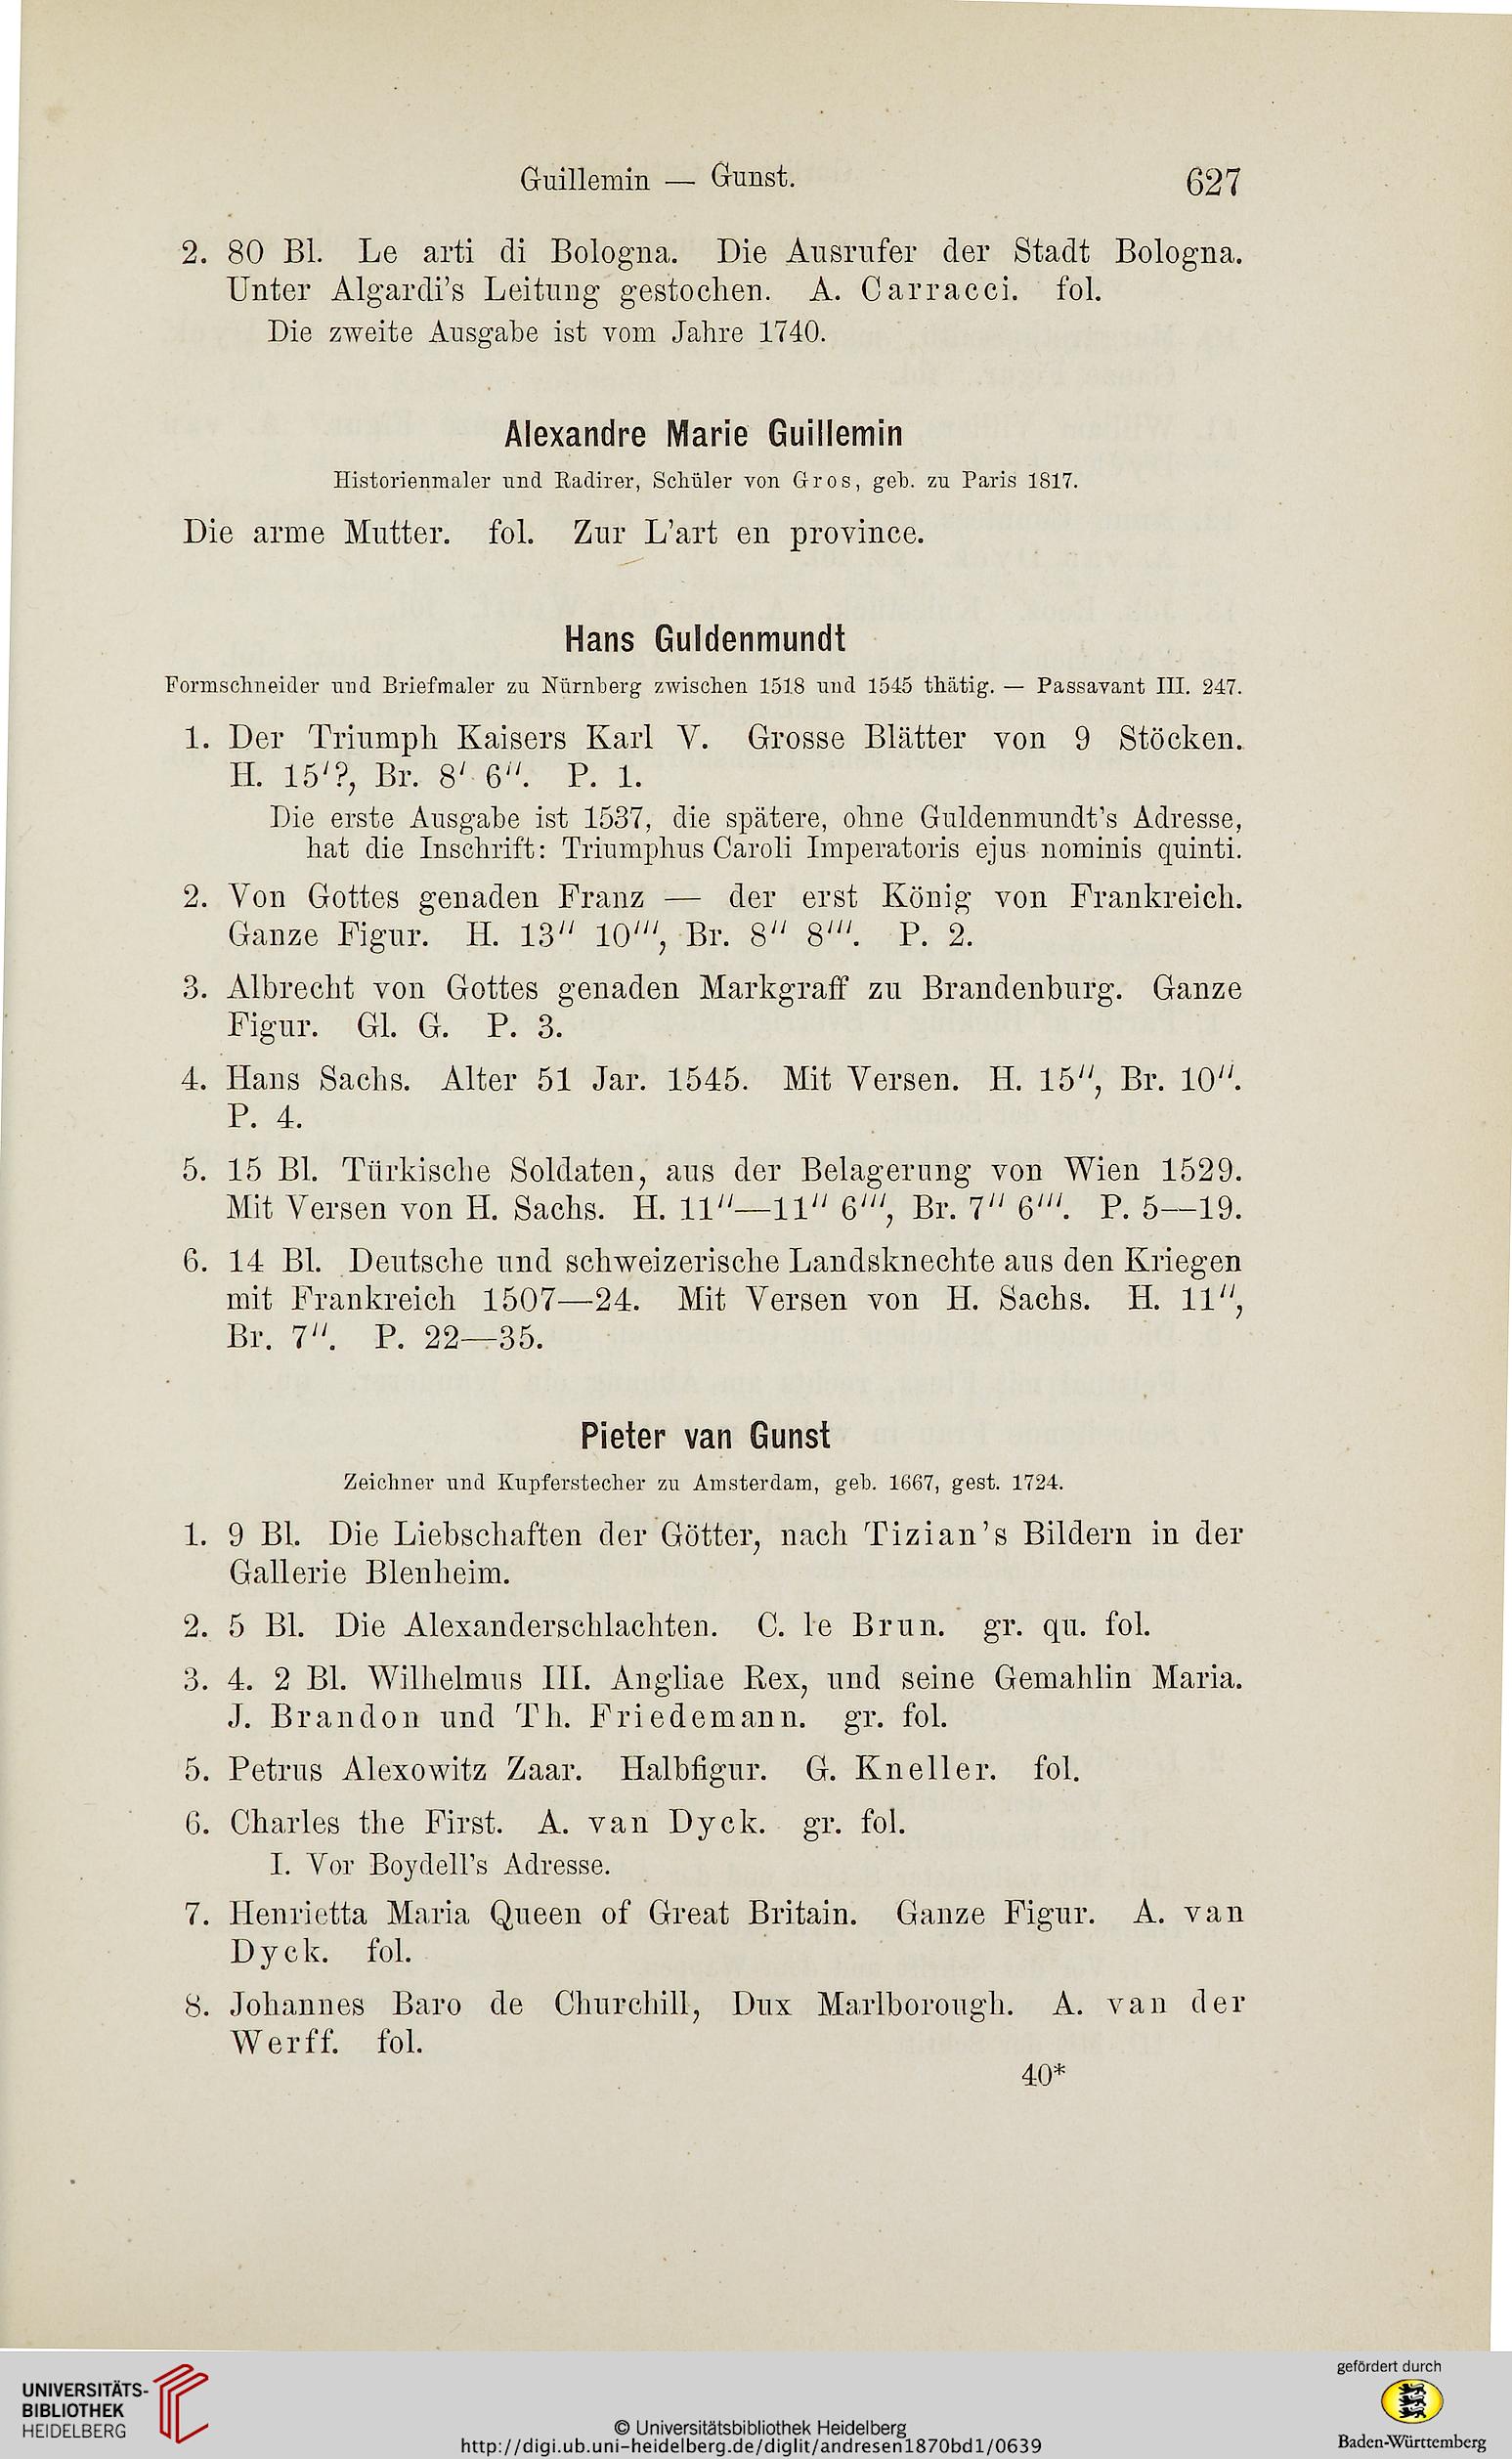 Guillemin — Gunst. 627
2. 80 Bl. Le arti di Bologna. Die Ausrufer der Stadt Bologna.
Unter Algardi's Leitung gestochen. A. Carracci. fol.
Die zweite Ausgabe ist vom Jahre 1740.
Alexandre Marie Guillemin
Historienmaler und Radirer, Schüler von Gros, geb. zu Paris 1817.
Die arme Mutter. fol. Zur L'art en province.
Hans Guldenmundt
Formschneider und Briefmaler zu Nürnberg zwischen 1518 und 1545 thätig. — Passavant III. 247.
1. Der Triumph Kaisers Karl V. Grosse Blätter von 9 Stöcken.
H. 15'?, Br. 8' 6''. P. 1.
Die erste Ausgabe ist 1537, die spätere, ohne Guldenmundt's Adresse,
hat die Inschrift: Triumphus Caroli Imperatoris ejus nominis quinti.
2. Von Gottes genaden Franz — der erst König von Frankreich.
Ganze Figur. H. 13'' 10''', Br. 8'' 8'''. P. 2.
3. Albrecht von Gottes genaden Markgraff zu Brandenburg. Ganze
Figur. Gl. G. P. 3.
4. Hans Sachs. Alter 51 Jar. 1545. Mit Versen. H. 15'', Br. 10''.
P. 4.
5. 15 Bl. Türkische Soldaten, aus der Belagerung von Wien 1529.
Mit Versen von H. Sachs. H. 11''—11'' 6''', Br. 7'' 6'''. P. 5—19.
6. 14 Bl. Deutsche und schweizerische Landsknechte aus den Kriegen
mit Frankreich 1507—24. Mit Versen von H. Sachs. H. 11'',
Br. 7''. P. 22—35.
Pieter van Gunst
Zeichner und Kupferstecher zu Amsterdam, geb. 1667, gest. 1724.
1. 9 Bl. Die Liebschaften der Götter, nach Tizian's Bildern in der
Gallerie Blenheim.
2. 5 Bl. Die Alexanderschlachten. C. le Brun. gr. qu. fol.
3. 4. 2 Bl. Wilhelmus III. Angliae Rex, und seine Gemahlin Maria.
J. Brandon und Th. Friedemann. gr. fol.
5. Petrus Alexowitz Zaar. Halbfigur. G. Kneller. fol.
6. Charles the First. A. van Dyck. gr. fol.
I. Vor Boydell's Adresse.
7. Henrietta Maria Queen of Great Britain. Ganze Figur. A. van
Dyck. fol.
8. Johannes Baro de Churchill, Dux Marlborough. A. van der
Werff. fol.
40*
UNIVERSITÄTS-
BIBLIOTHEK
HEIDELBERG
© Universitätsbibliothek Heidelberg
http://digi.ub.uni-heidelberg.de/diglit/andresen1870bd1/0639
gefördert durch
Baden-Württemberg